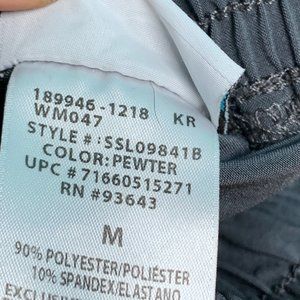 189946-1218 KR
WM047
STYLE # : SSL09841B
COLOR: PEWTER
UPC #71660515271
RN #93643
M
90% POLYESTER/POLIÉSTER
10% SPANDEX/ELASTANO